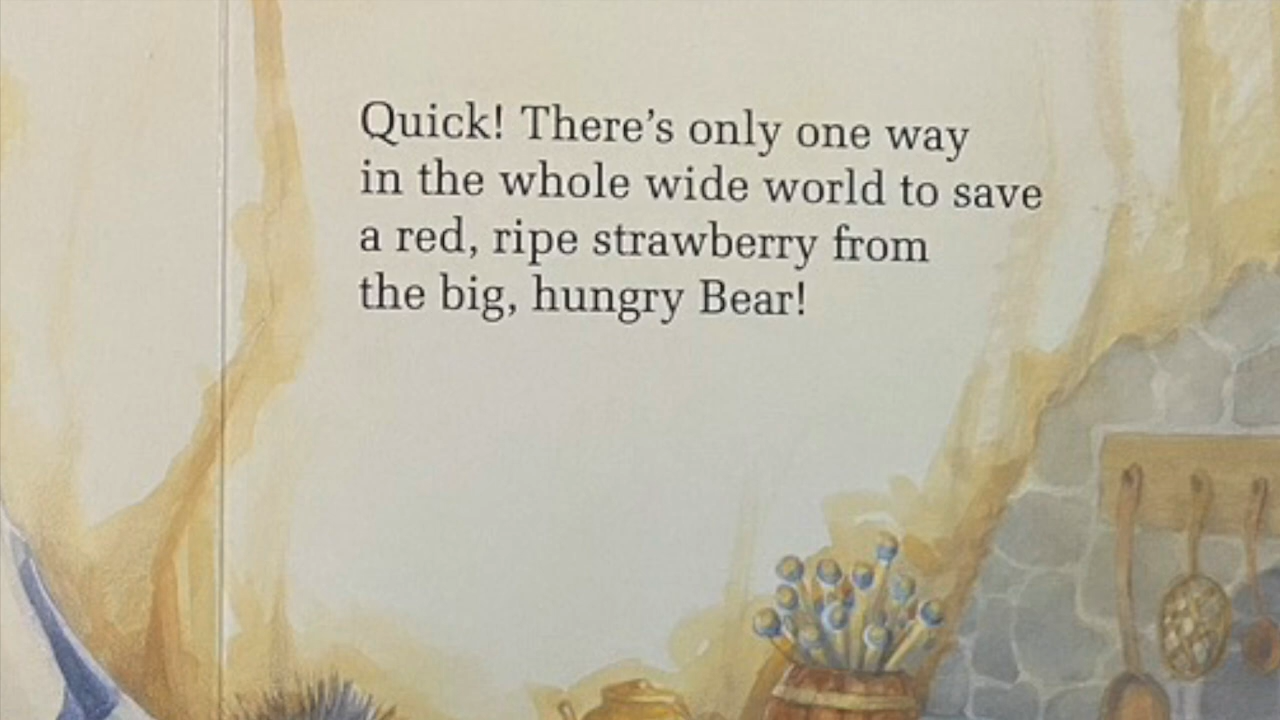 Quick! There’s only one way
in the whole wide world to save
a red, ripe strawberry from
the big, hungry Bear!